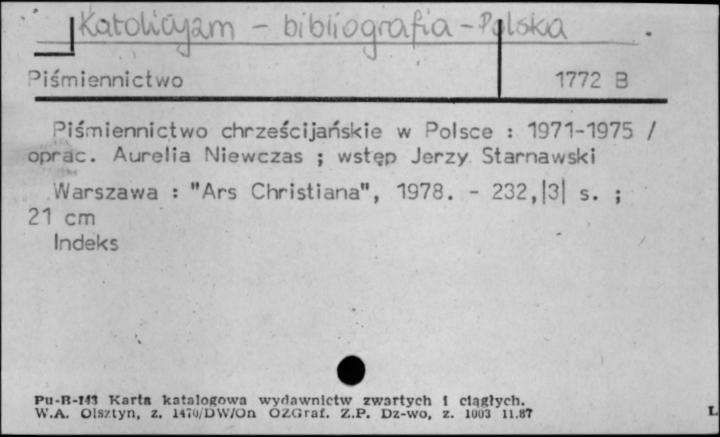 Katolicyzm - bibliografia - Polska
Piśmiennictwo 1772 B
Piśmiennictwo chrześcijańskie w Polsce : 1971-1975 /
oprac. Aurelia Niewczas ; wstęp Jerzy Starnawski
Warszawa : "Ars Christiana", 1978. - 232,|3| s. ;
21 cm
Indeks
Pu-B-143 Karta katalogowa wydawnictw zwartych i ciągłych.
W.A. Olsztyn, z. 1470/DW/On OZGraf. Z.P. Dz-wo, z. 1003 11.87
L